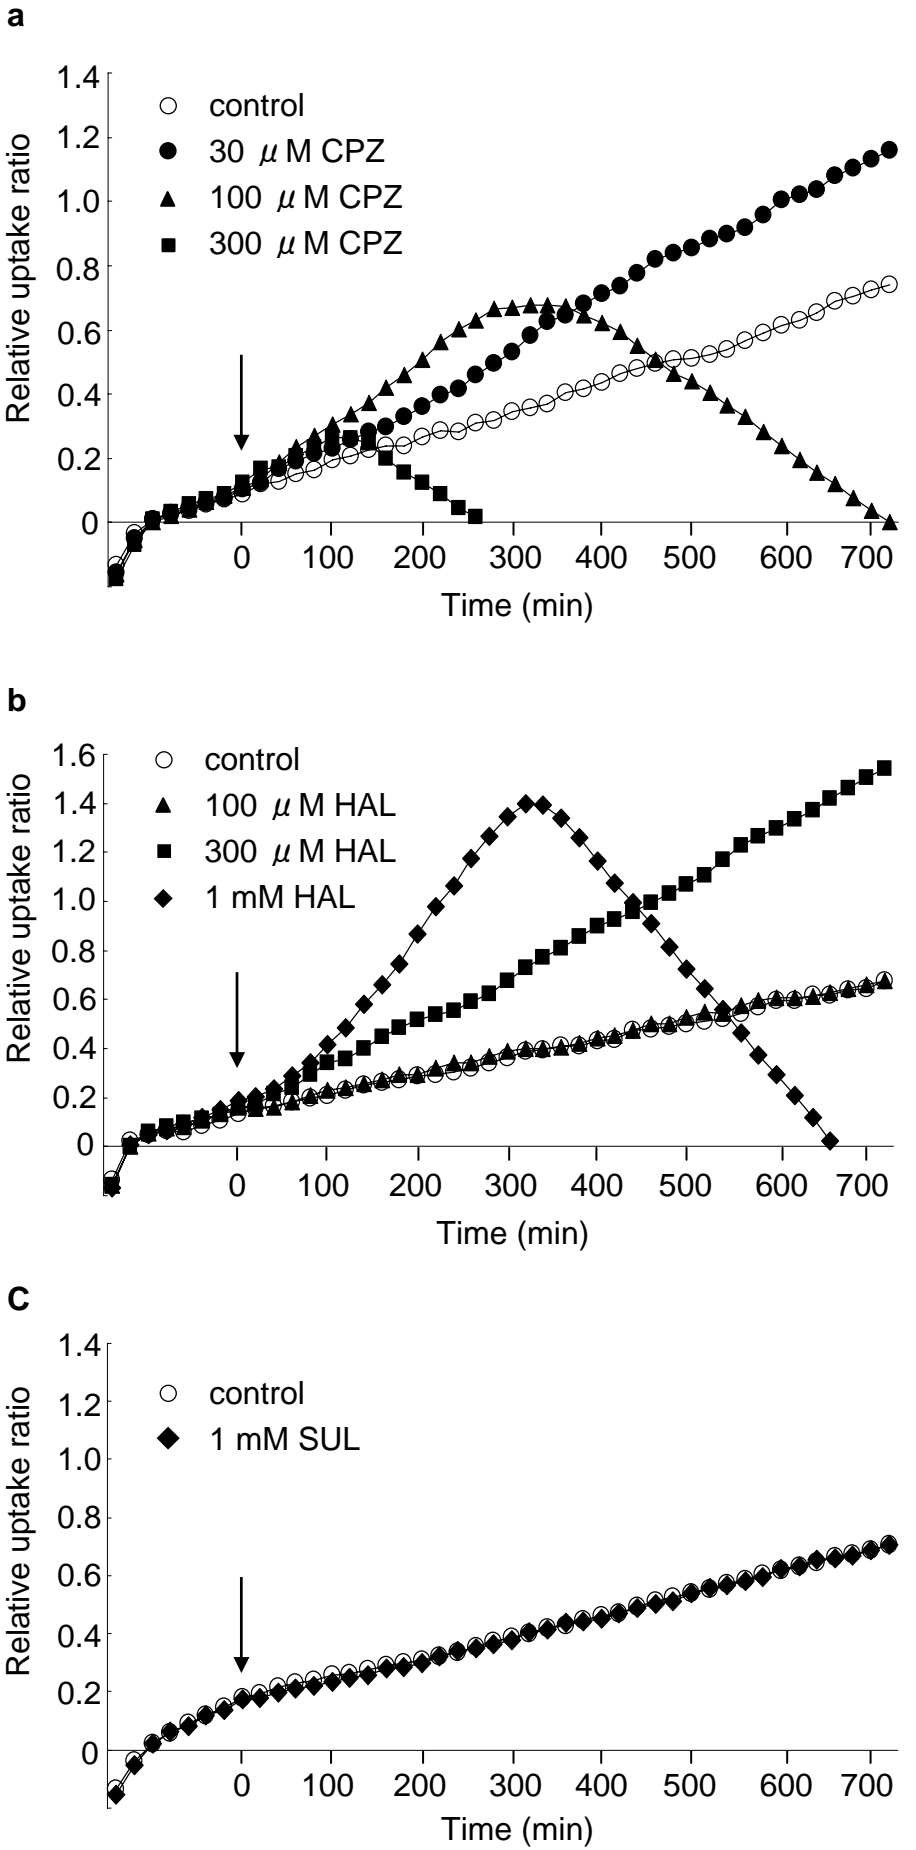 a
Relative uptake ratio
1.4
1.2
1.0
0.8
0.6
0.4
0.2
0
control
30 μM CPZ
100 μM CPZ
300 μM CPZ
0 100 200 300 400 500 600 700
Time (min)
b
Relative uptake ratio
1.6
1.4
1.2
1.0
0.8
0.6
0.4
0.2
0
control
100 μM HAL
300 μM HAL
1 mM HAL
0 100 200 300 400 500 600 700
Time (min)
C
Relative uptake ratio
1.4
1.2
1.0
0.8
0.6
0.4
0.2
0
control
1 mM SUL
0 100 200 300 400 500 600 700
Time (min)